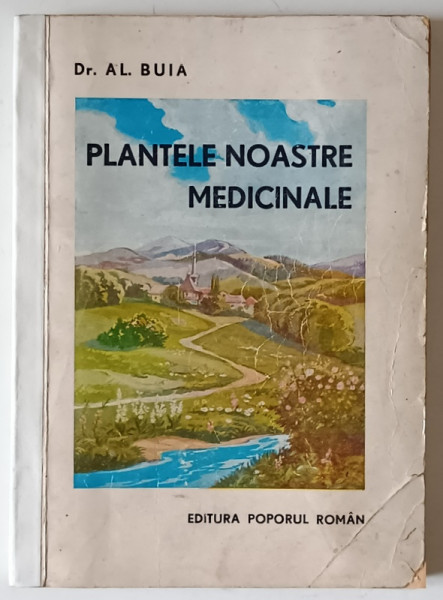 Dr. AL. BUIA
PLANTELE NOASTRE
MEDICINALE
EDITURA POPORUL ROMÂN